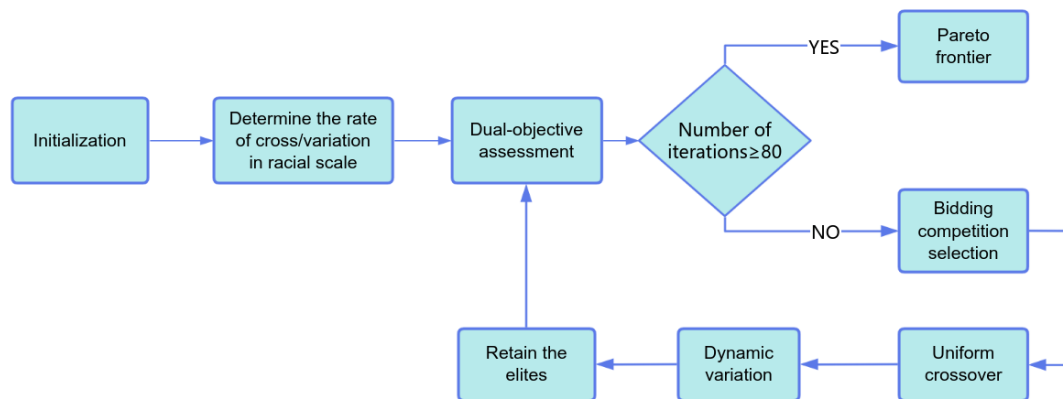 Initialization
Determine the rate
of cross/variation
in racial scale
Dual-objective
assessment
Number of
iterations≥80
YES
Pareto
frontier
NO
Bidding
competition
selection
Uniform
crossover
Dynamic
variation
Retain the
elites